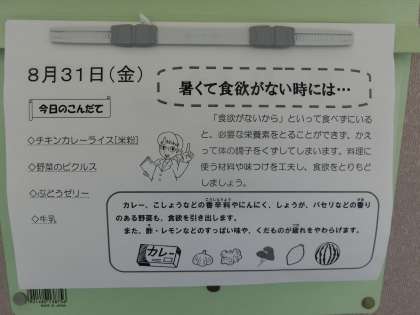 8月31日(金)
暑くて食欲がない時には…
今日のこんだて
「食欲がないから」といって食べずにいる
と、必要な栄養素をとることができず、かえ
って体の調子をくずしてしまいます。料理に
使う材料や味つけを工夫し、食欲をとりもど
しましょう。
◇チキンカレーライス[米粉]
◇野菜のピクルス
◇ぶどうゼリー
◇牛乳
カレー、こしょうなどの香辛料やにんにく、しょうが、パセリなどの香り
のある野菜も、食欲を引き出します。
また、酢・レモンなどのすっぱい味や、くだものが疲れをやわらげます。
カレー